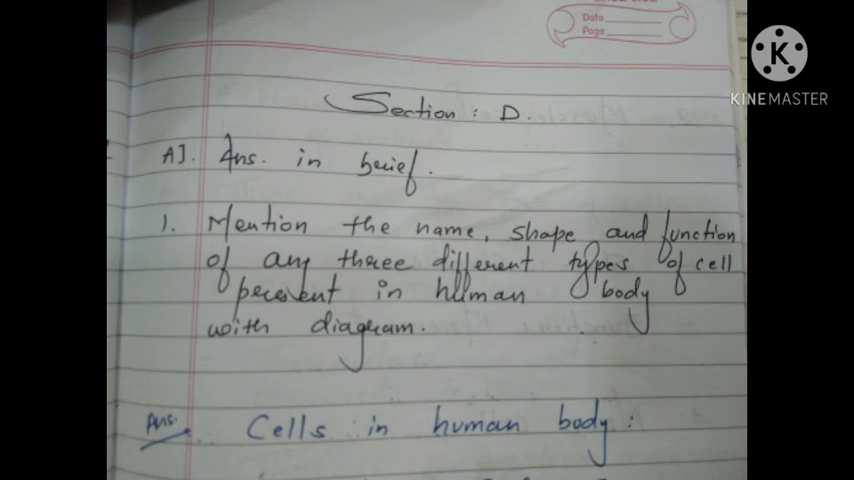 Date
Page
KINEMASTER
Section : D.
A]. Ans. in brief.
1. Mention the name, shape and function
of any three different types of cell
present in human body
with diagram.
Ans. Cells in human body :